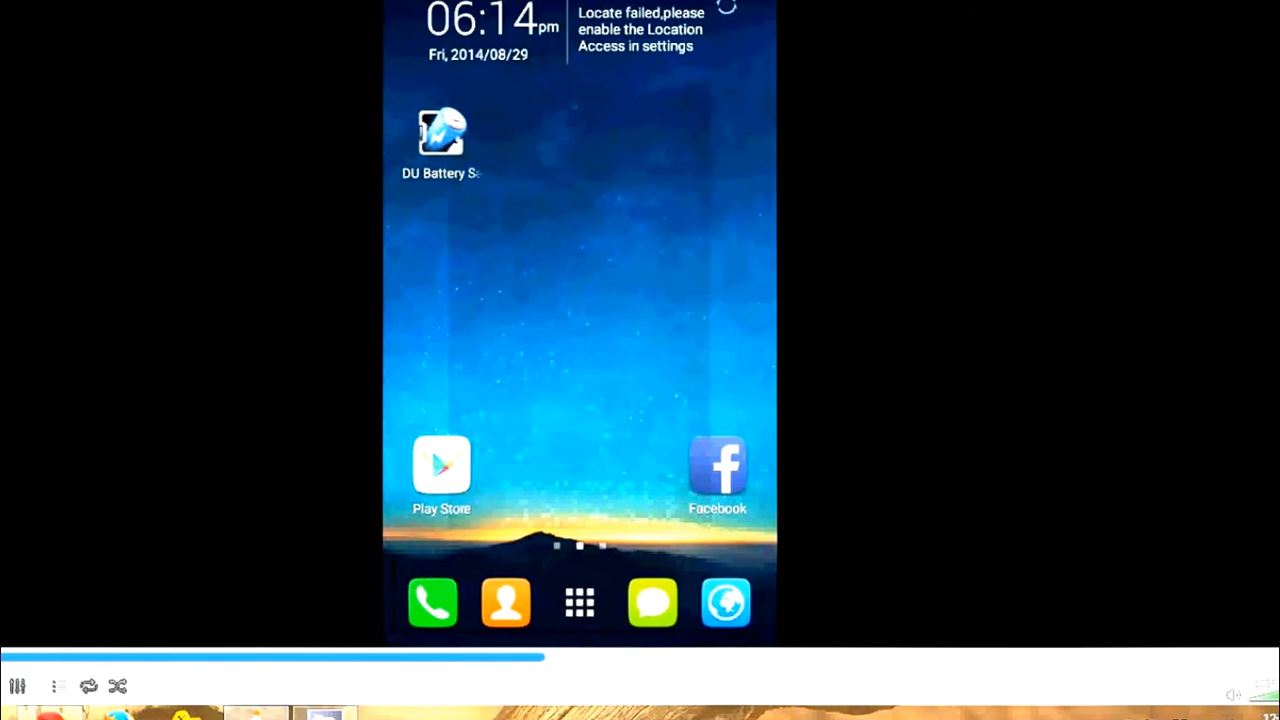 06:14pm
Fri, 2014/08/29
Locate failed,please
enable the Location
Access in settings
DU Battery S
Play Store
Facebook